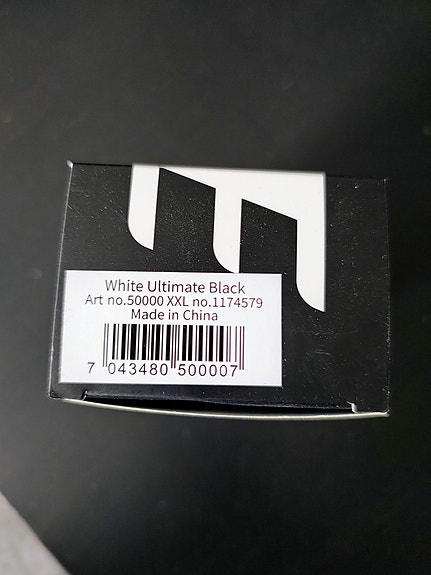 White Ultimate Black
Art no.50000 XXL no.1174579
Made in China
7 043480 500007